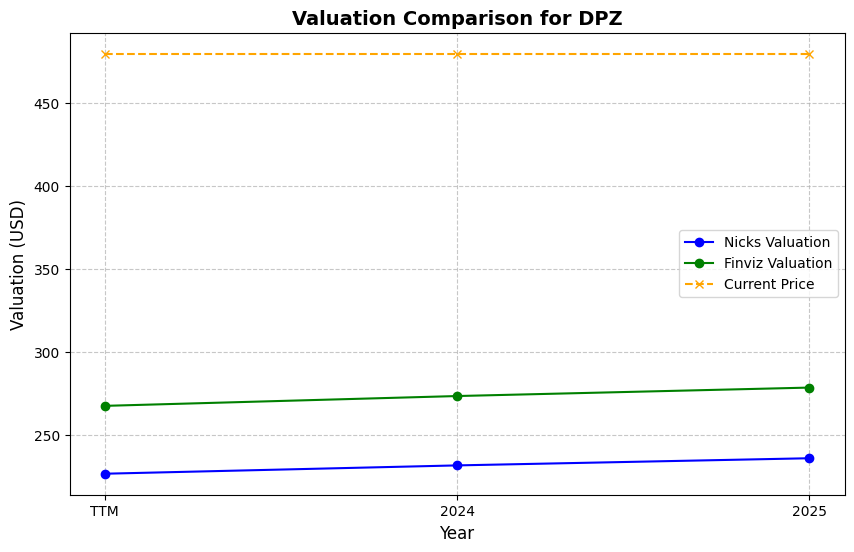 Valuation Comparison for DPZ
Valuation (USD)
450
400
350
300
250
Nicks Valuation
Finviz Valuation
Current Price
TTM
2024
2025
Year